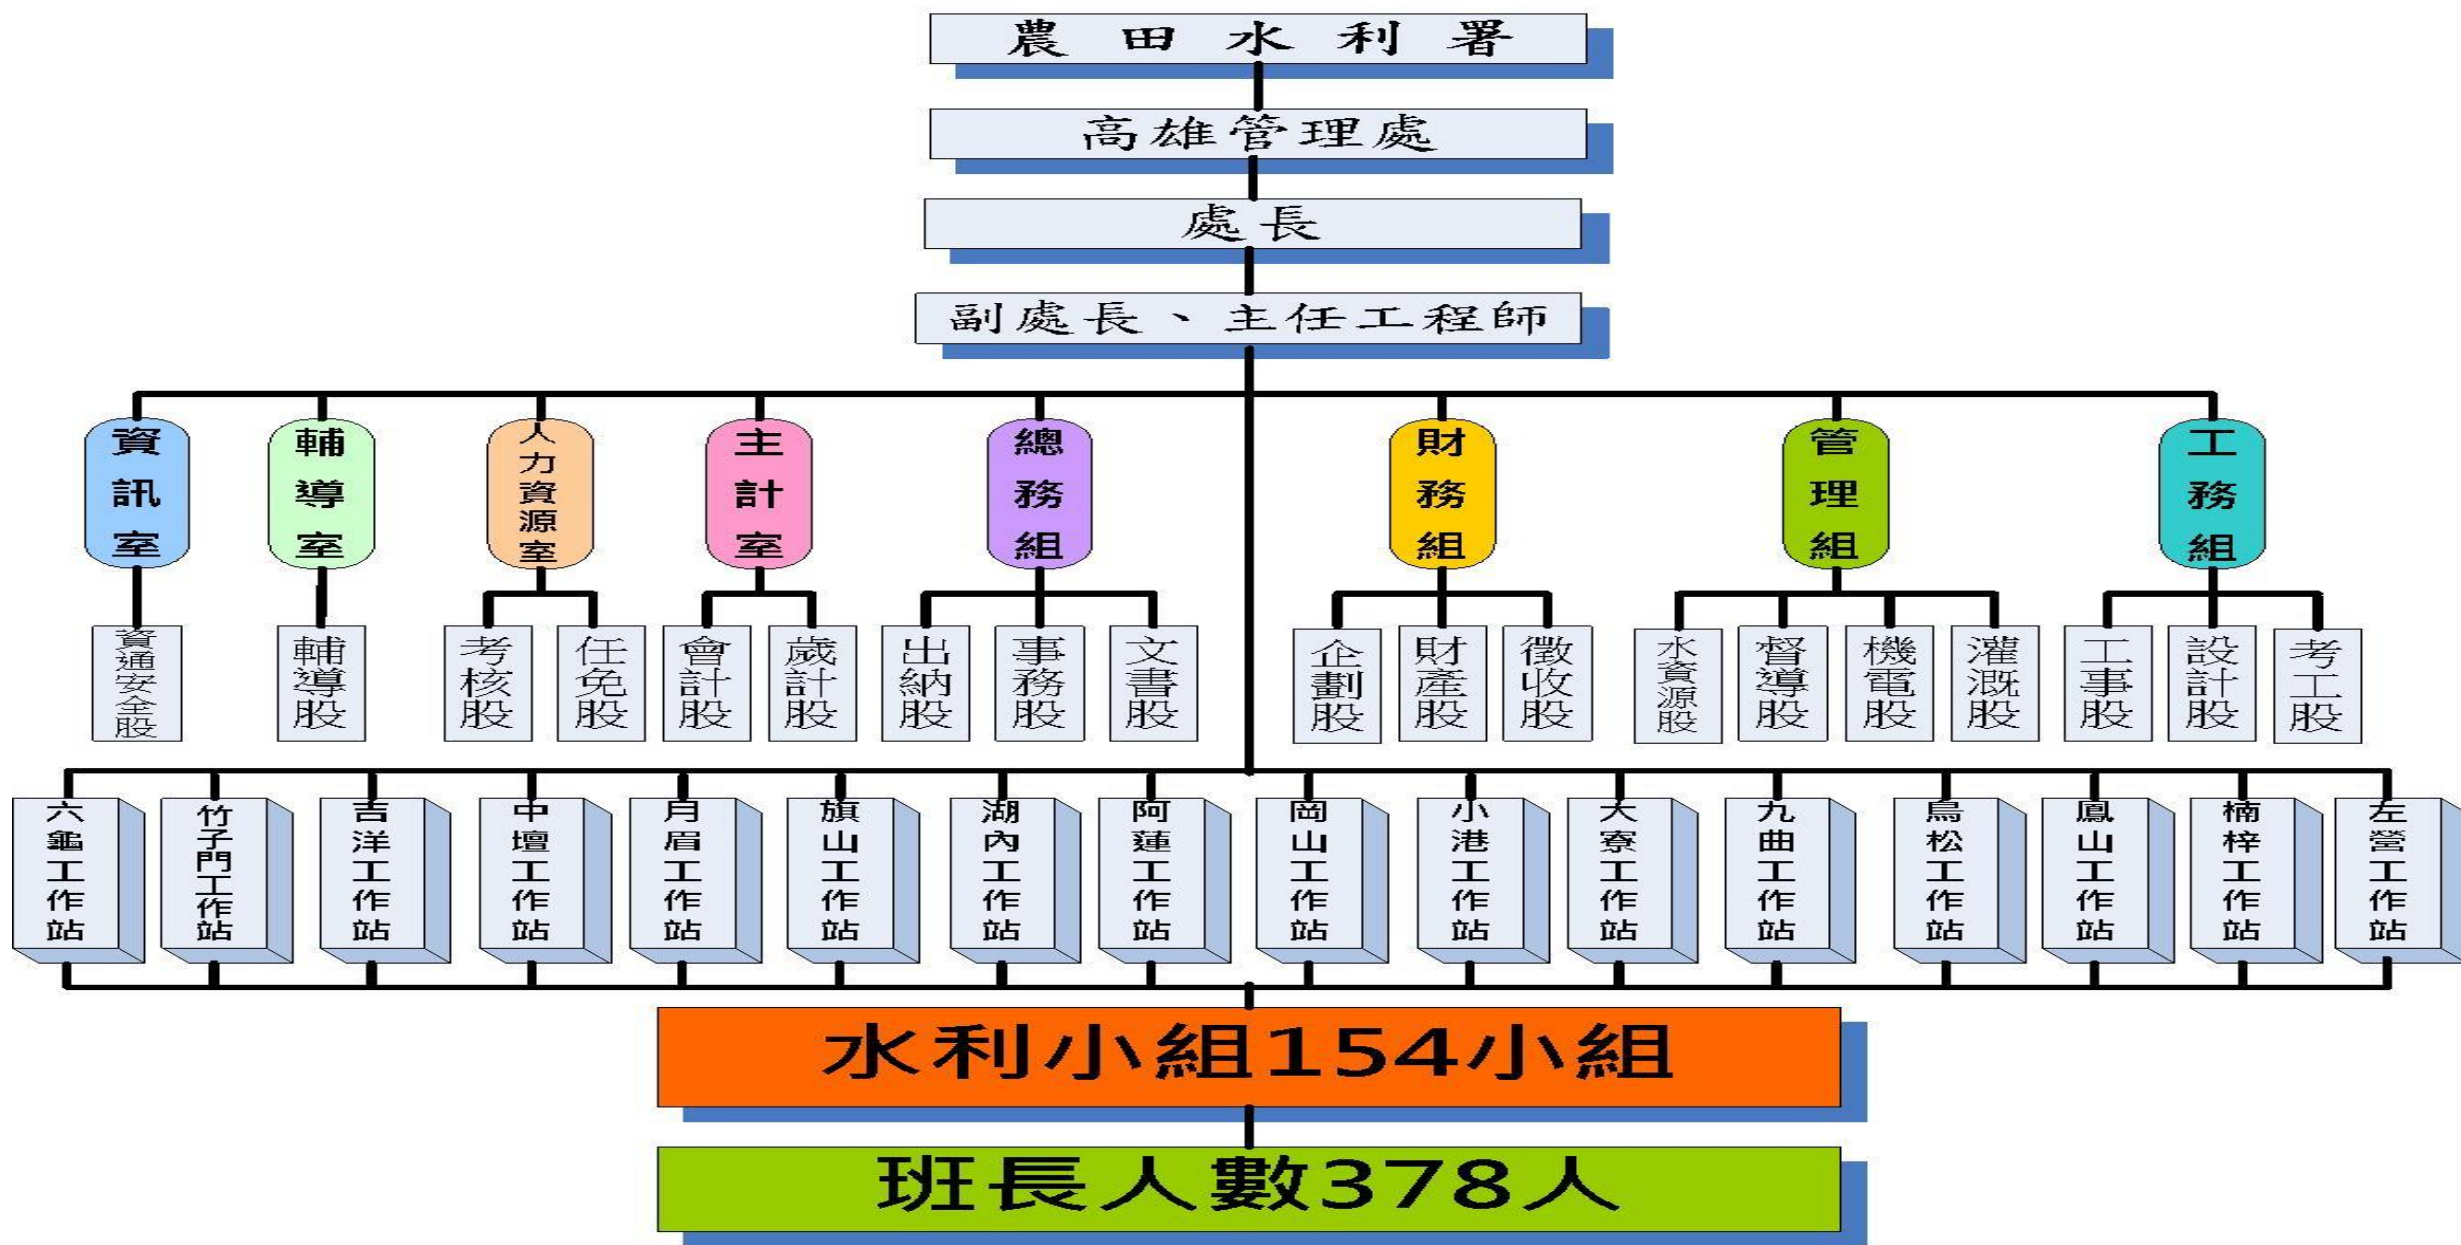 農田水利署
高雄管理處
處長
副處長、主任工程師
資訊室
輔導室
人力資源室
主計室
總務組
財務組
管理組
工務組
資通安全股
輔導股
考核股
任免股
會計股
歲計股
出納股
事務股
文書股
企劃股
財產股
徵收股
水資源股
督導股
機電股
灌溉股
工事股
設計股
考工股
六龜工作站
竹子門工作站
吉洋工作站
中壇工作站
月眉工作站
旗山工作站
湖內工作站
阿蓮工作站
岡山工作站
小港工作站
大寮工作站
九曲工作站
鳥松工作站
鳳山工作站
楠梓工作站
左營工作站
水利小組154小組
班長人數378人